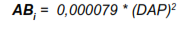 ABᵢ = 0,000079 * (DAP)²